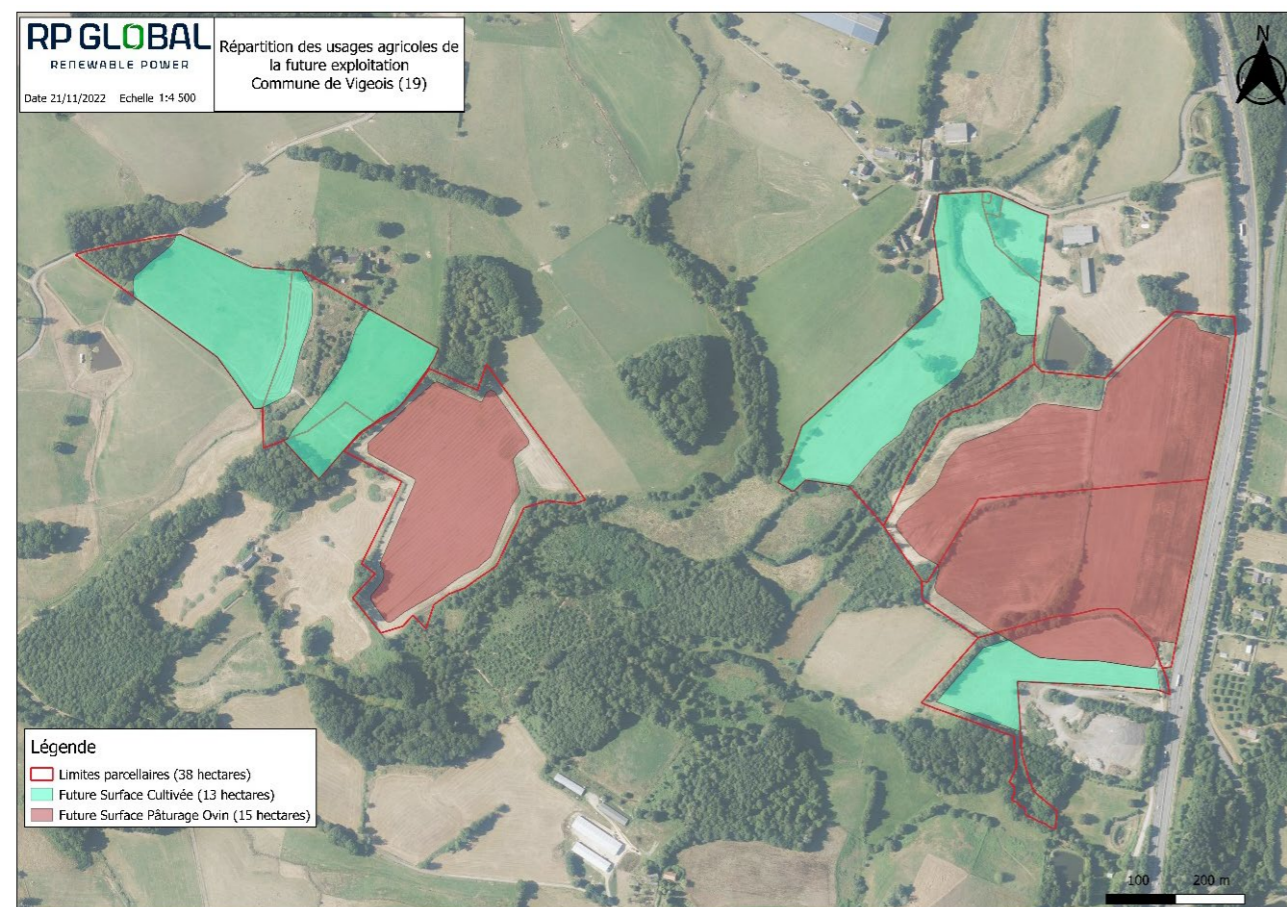 RP GLOBAL
RENEWABLE POWER
Date 21/11/2022 Echelle 1:4 500
Répartition des usages agricoles de
la future exploitation
Commune de Vigeois (19)
N
Légende
Limites parcellaires (38 hectares)
Future Surface Cultivée (13 hectares)
Future Surface Pâturage Ovin (15 hectares)
100 200 m